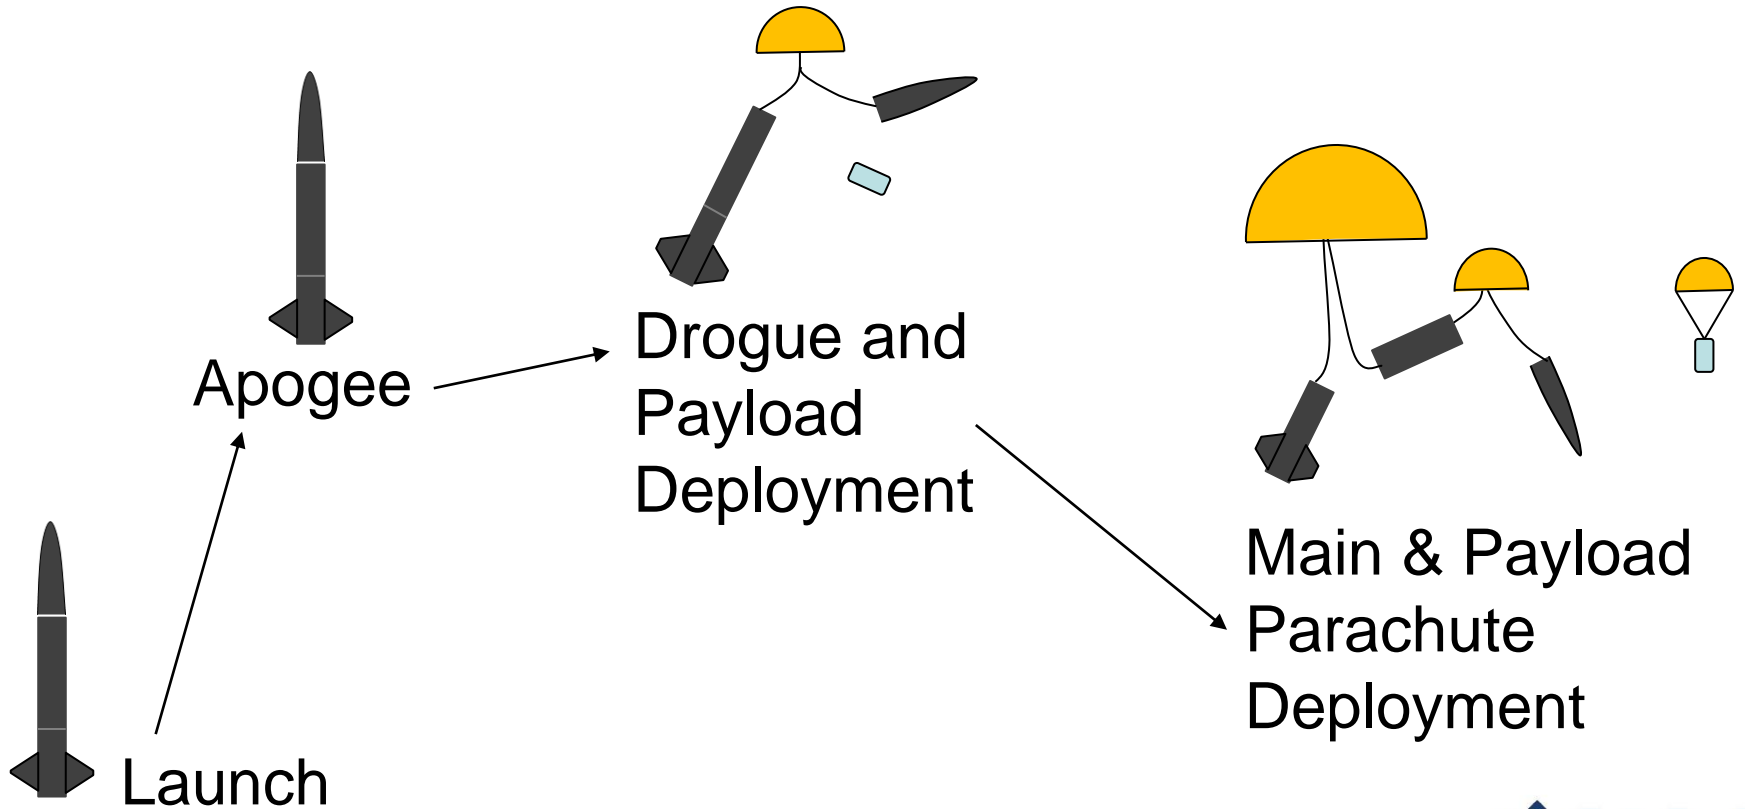 Launch
Apogee
Drogue and
Payload
Deployment
Main & Payload
Parachute
Deployment